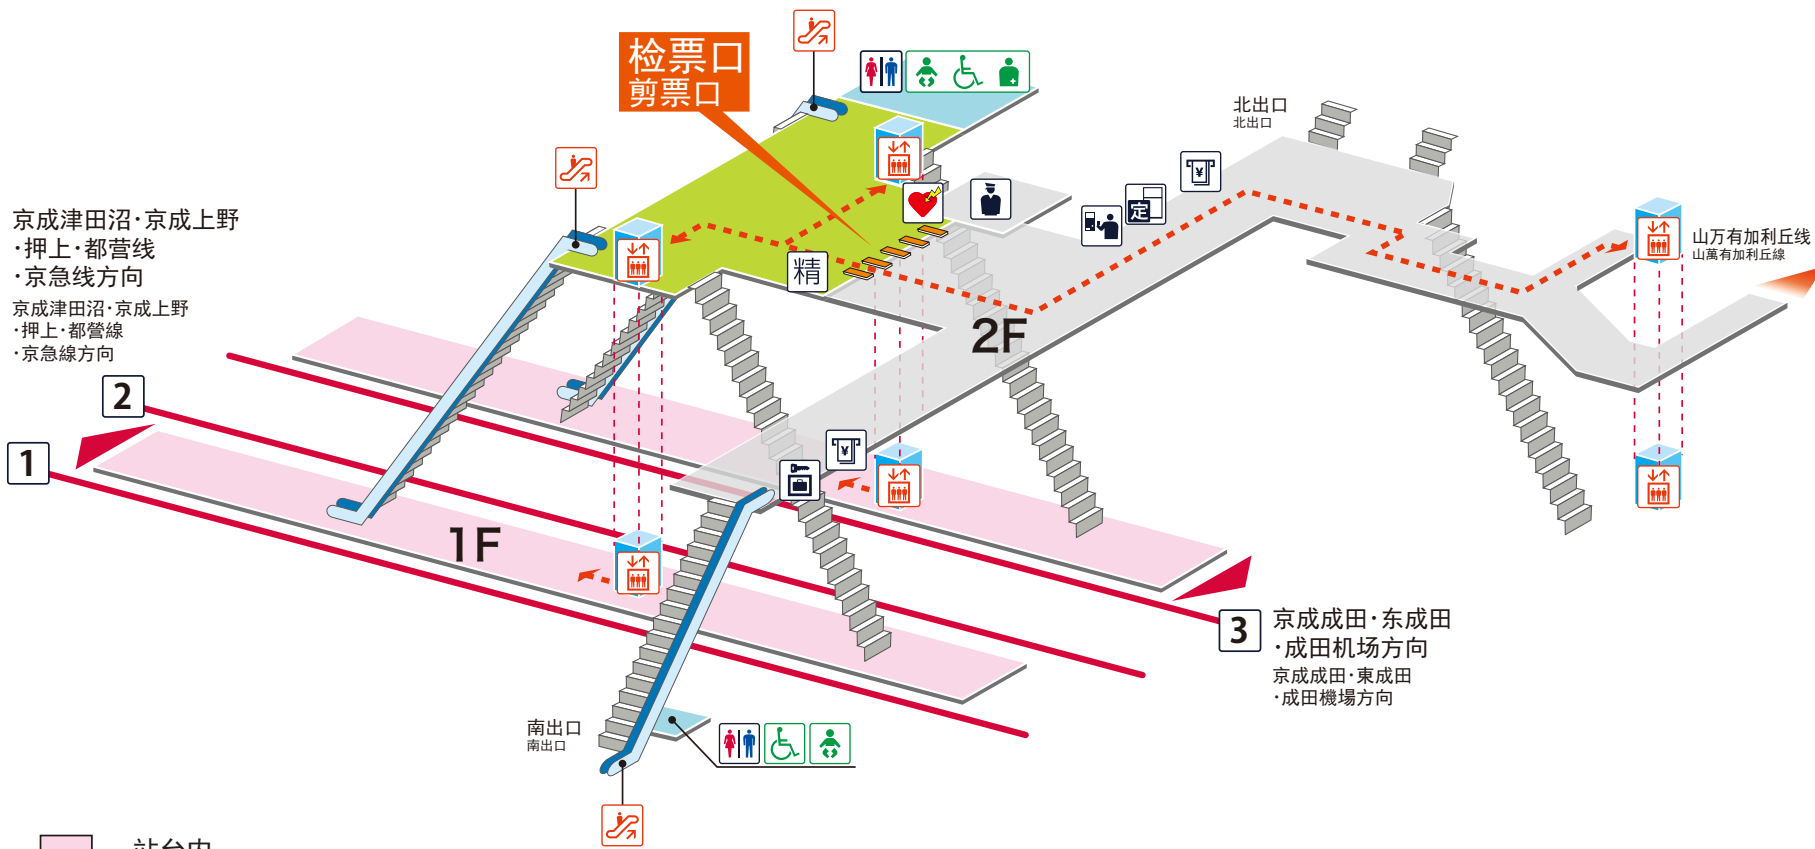 检票口
剪票口
北出口
北出口
京成津田沼･京成上野
･押上･都营线
･京急线方向
京成津田沼･京成上野
･押上･都營線
･京急線方向
山万有加利丘线
山萬有加利丘線
定
精
¥
2F
2
1
¥
1F
3
京成成田･东成田
･成田机场方向
京成成田･東成田
･成田機場方向
南出口
南出口
站台内